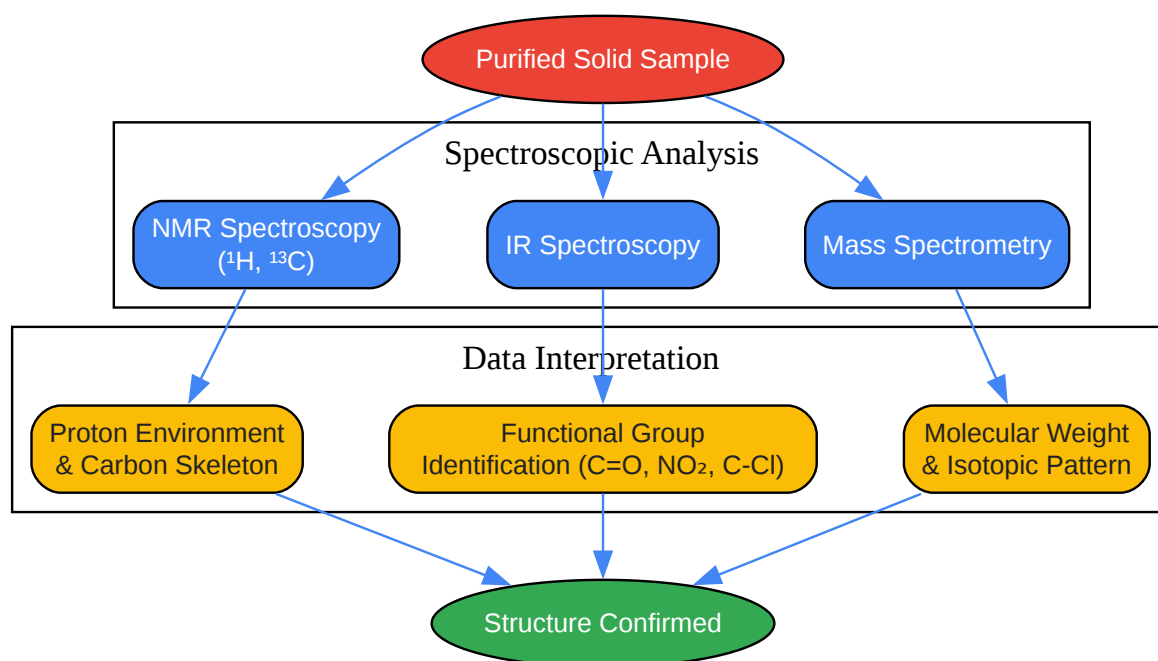 Purified Solid Sample
Spectroscopic Analysis
NMR Spectroscopy
(¹H, ¹³C)
IR Spectroscopy
Mass Spectrometry
Data Interpretation
Proton Environment
& Carbon Skeleton
Functional Group
Identification (C=O, NO₂, C-Cl)
Molecular Weight
& Isotopic Pattern
Structure Confirmed